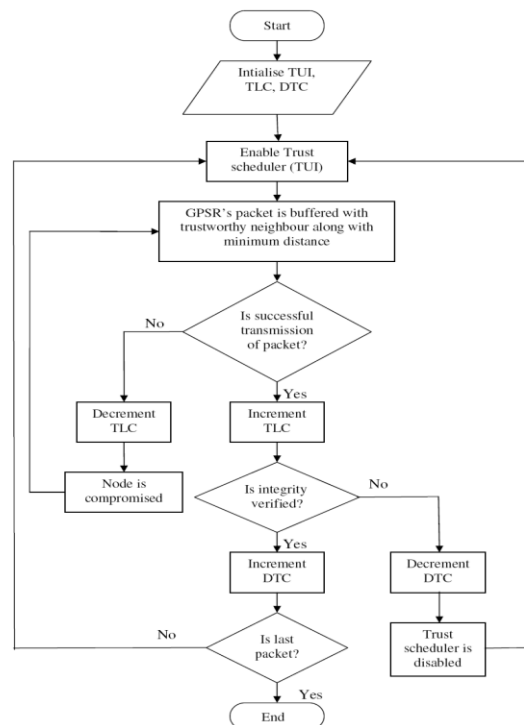 Start
Intialise TUI,
TLC, DTC
Enable Trust
scheduler (TUI)
GPSR's packet is buffered with
trustworthy neighbour along with
minimum distance
Is successful
transmission
of packet?
No
Yes
Decrement
TLC
Increment
TLC
Node is
compromised
Is integrity
verified?
No
Yes
Increment
DTC
Decrement
DTC
Is last
packet?
No
Trust
scheduler is
disabled
Yes
End